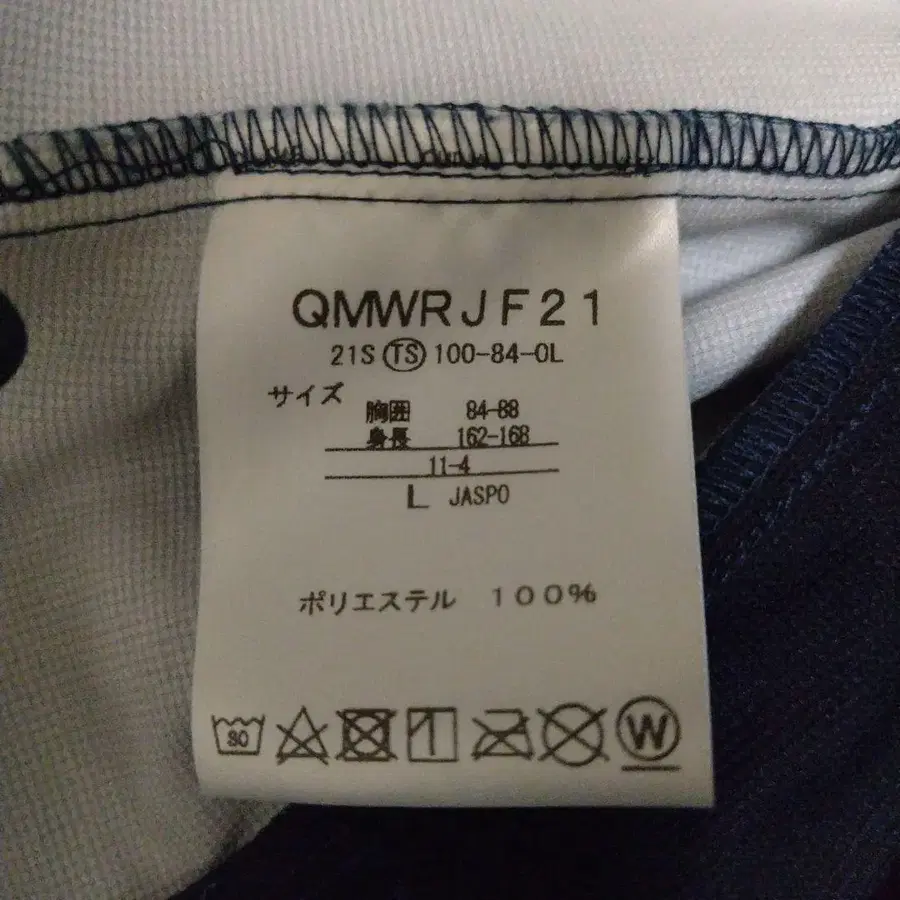 QMWRJF21
21S TS 100-84-0L
サイズ
胸囲 84-88
身長 162-168
11-4
L JASPO
ポリエステル 100%
30
W